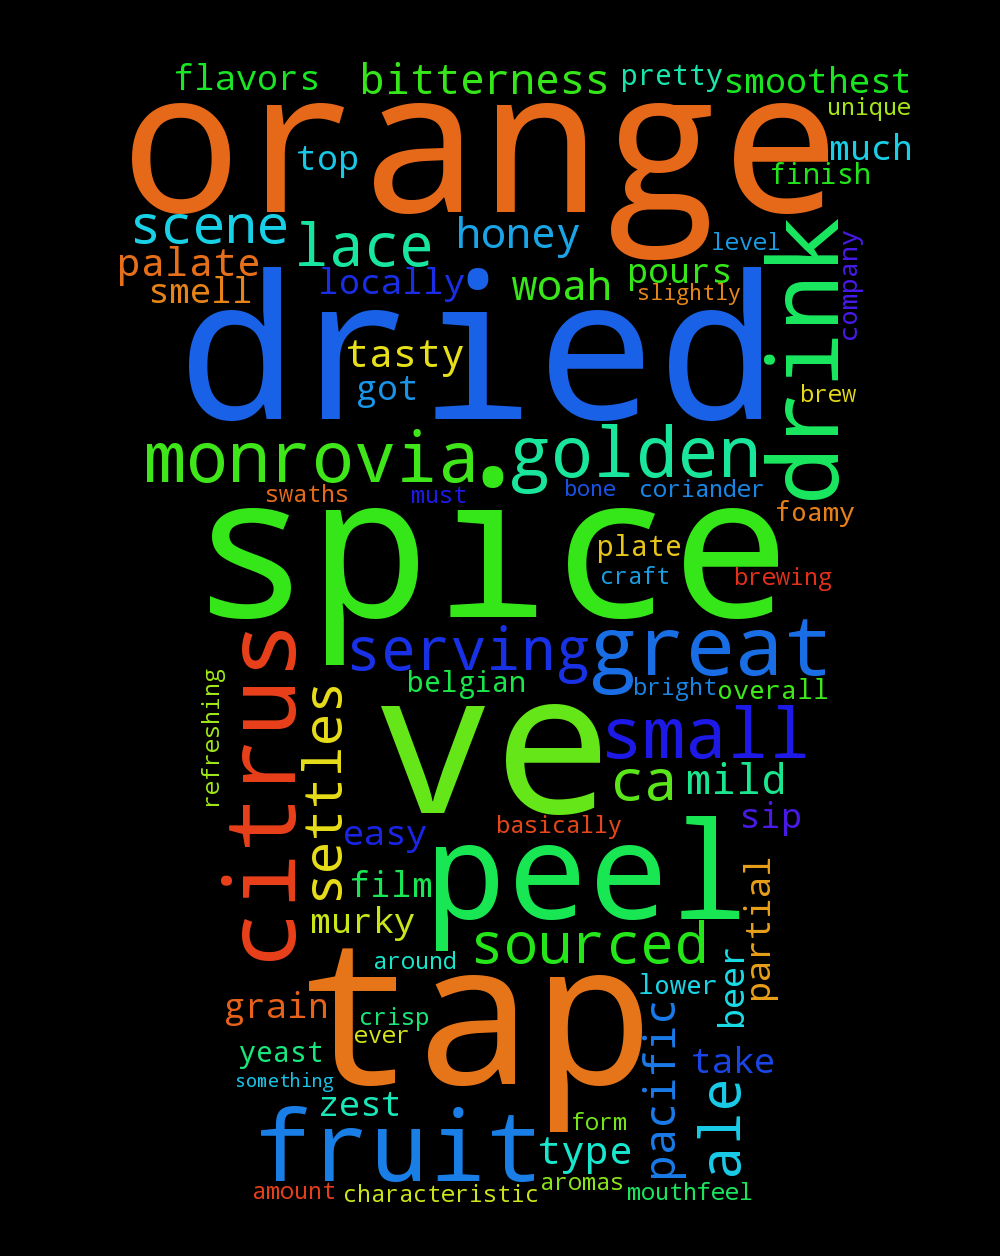 flavors
bitterness
pretty
smoothest
unique
orange
top
much
finish
scene
lace
honey
level
drink
company
palate
smell
locally
woah
pours
slightly
dried
tasty
got
brew
monrovia
golden
swaths
must
bone
coriander
foamy
spice
plate
craft
brewing
citrus
serving
great
refreshing
settles
belgian
bright
overall
ve
small
ca
mild
sip
easy
basically
film
peel
partial
murky
sourced
around
beer
tap
lower
grain
crisp
ever
pacific
yeast
take
something
zest
ale
fruit
form
type
amount
characteristic
aromas
mouthfeel